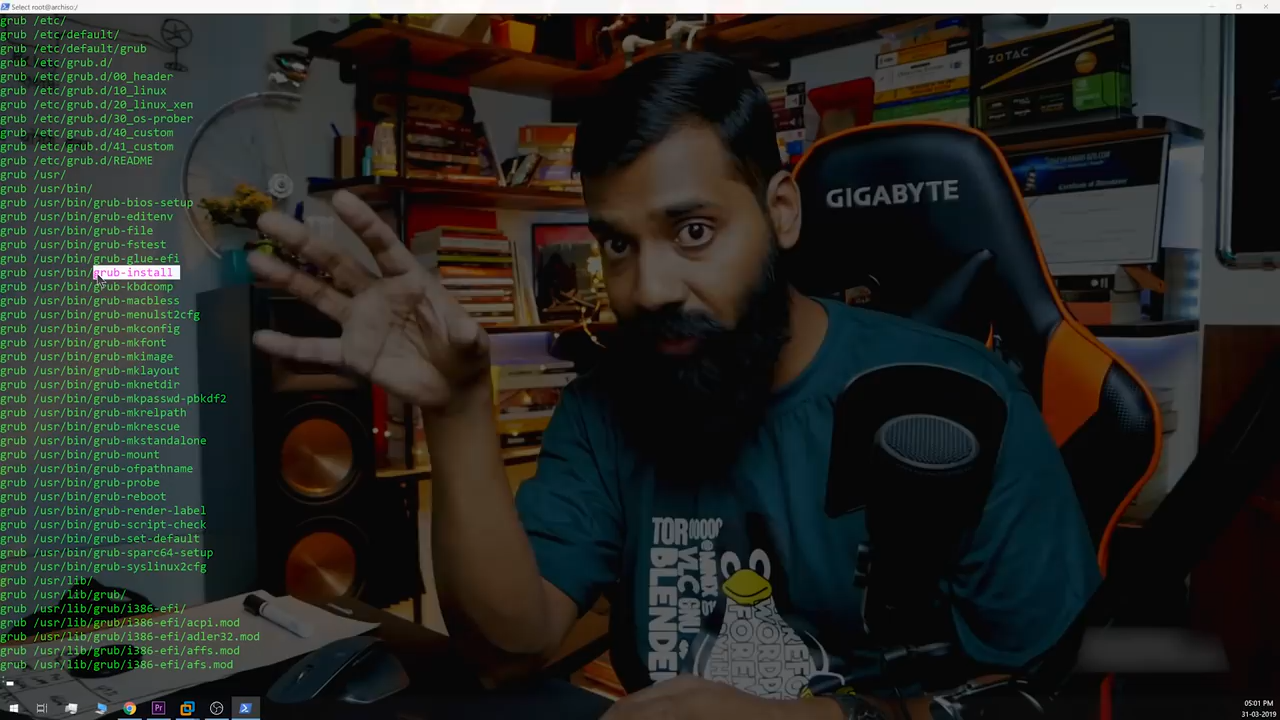 Select root@archiso:/
grub /etc/
grub /etc/default/
grub /etc/default/grub
grub /etc/grub.d/
grub /etc/grub.d/00_header
grub /etc/grub.d/10_linux
grub /etc/grub.d/20_linux_xen
grub /etc/grub.d/30_os-prober
grub /etc/grub.d/40_custom
grub /etc/grub.d/41_custom
grub /etc/grub.d/README
grub /usr/
grub /usr/bin/
grub /usr/bin/grub-bios-setup
grub /usr/bin/grub-editenv
grub /usr/bin/grub-file
grub /usr/bin/grub-fstest
grub /usr/bin/grub-glue-efi
grub /usr/bin/grub-install
grub /usr/bin/grub-kbdcomp
grub /usr/bin/grub-macbless
grub /usr/bin/grub-menulst2cfg
grub /usr/bin/grub-mkconfig
grub /usr/bin/grub-mkfont
grub /usr/bin/grub-mkimage
grub /usr/bin/grub-mklayout
grub /usr/bin/grub-mknetdir
grub /usr/bin/grub-mkpasswd-pbkdf2
grub /usr/bin/grub-mkrelpath
grub /usr/bin/grub-mkrescue
grub /usr/bin/grub-mkstandalone
grub /usr/bin/grub-mount
grub /usr/bin/grub-ofpathname
grub /usr/bin/grub-probe
grub /usr/bin/grub-reboot
grub /usr/bin/grub-render-label
grub /usr/bin/grub-script-check
grub /usr/bin/grub-set-default
grub /usr/bin/grub-sparc64-setup
grub /usr/bin/grub-syslinux2cfg
grub /usr/lib/
grub /usr/lib/grub/
grub /usr/lib/grub/i386-efi/
grub /usr/lib/grub/i386-efi/acpi.mod
grub /usr/lib/grub/i386-efi/adler32.mod
grub /usr/lib/grub/i386-efi/affs.mod
grub /usr/lib/grub/i386-efi/afs.mod
:
ZOTAC
GIGABYTE
TOR
VLC GNU
BLENDER
05:01 PM
31-03-2019